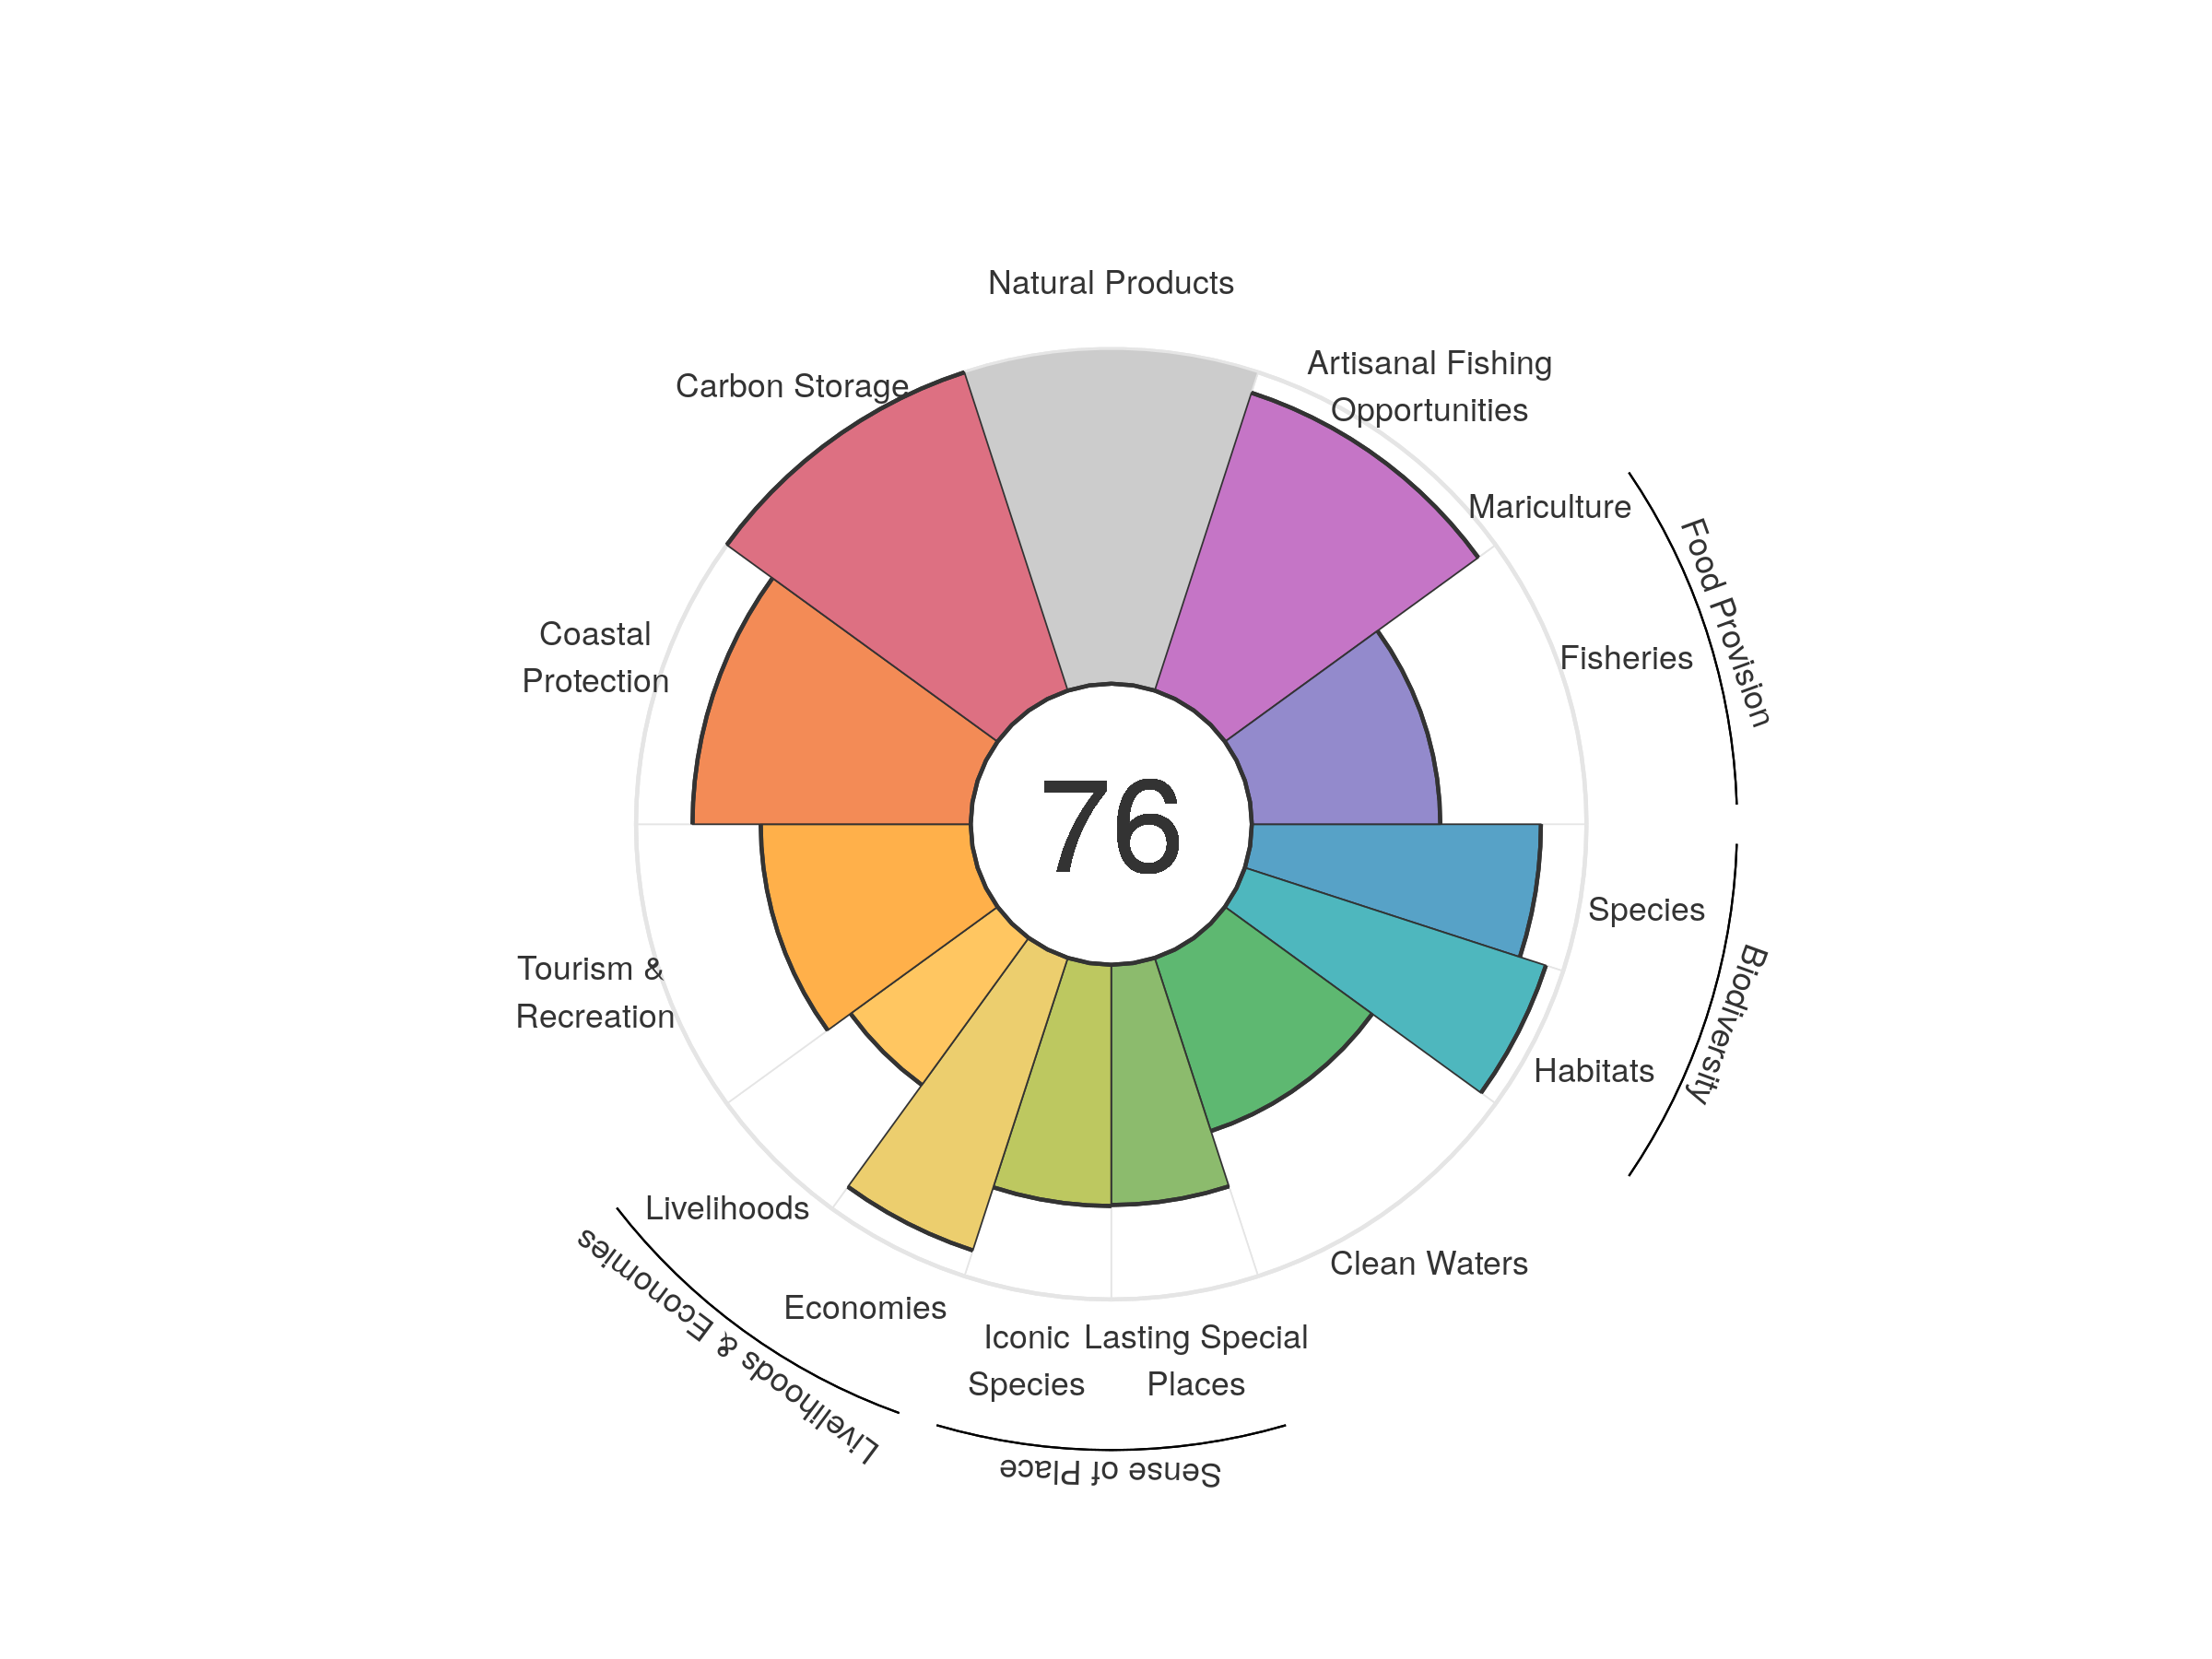 Natural Products
Artisanal Fishing
Opportunities
Carbon Storage
Mariculture
Food Provision
Fisheries
Coastal
Protection
76
Species
Biodiversity
Tourism &
Recreation
Habitats
Livelihoods
Clean Waters
Economies
Livelihoods & Economies
Iconic
Species
Lasting Special
Places
Sense of Place